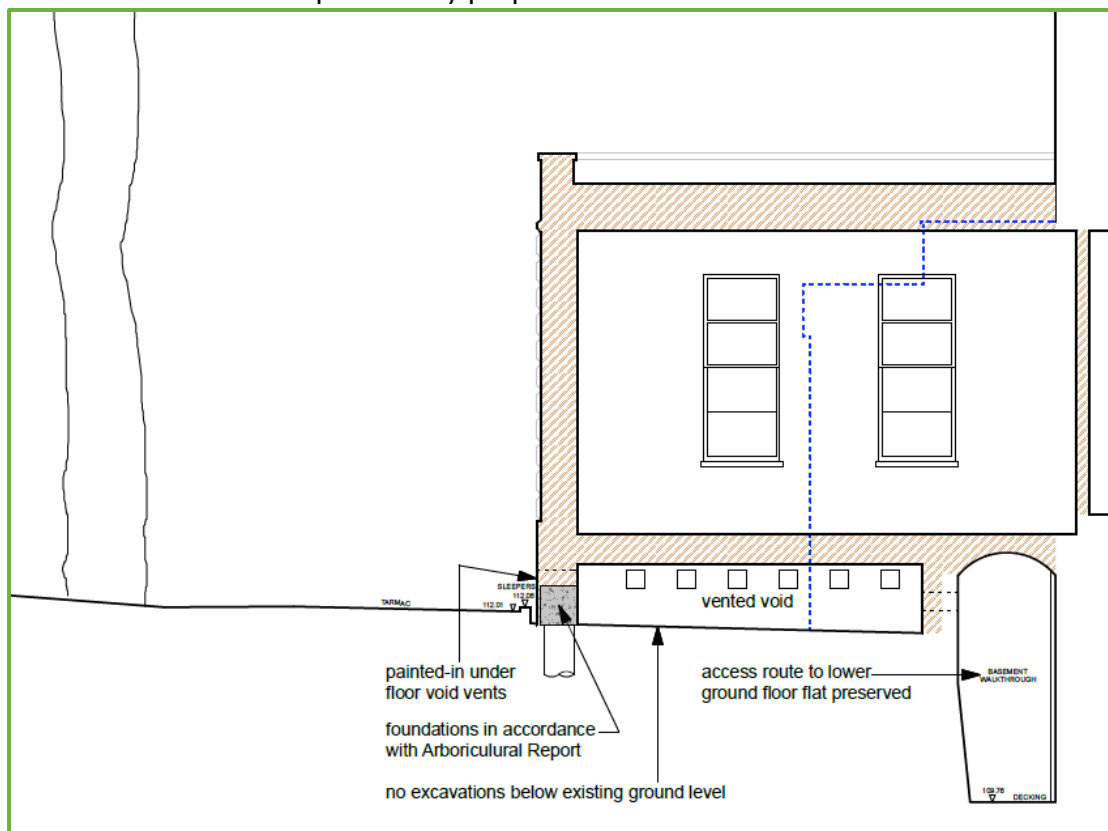 SLEEPERS
112.06
112.01
TARMAC
vented void
painted-in under
floor void vents
access route to lower
ground floor flat preserved
BASEMENT
WALKTHROUGH
foundations in accordance
with Arboricultural Report
no excavations below existing ground level
109.76
DECKING